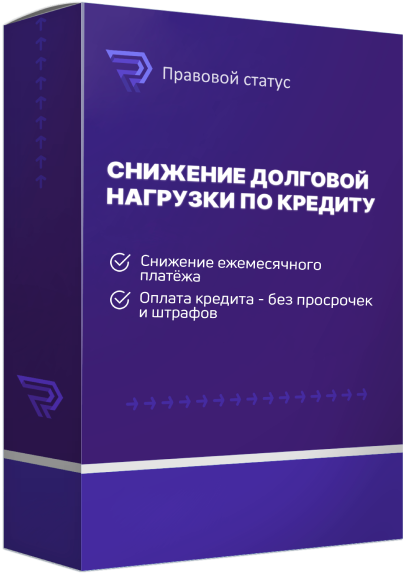 Правовой статус
СНИЖЕНИЕ ДОЛГОВОЙ
НАГРУЗКИ ПО КРЕДИТУ
Снижение ежемесячного
платёжа
Оплата кредита - без просрочек
и штрафов